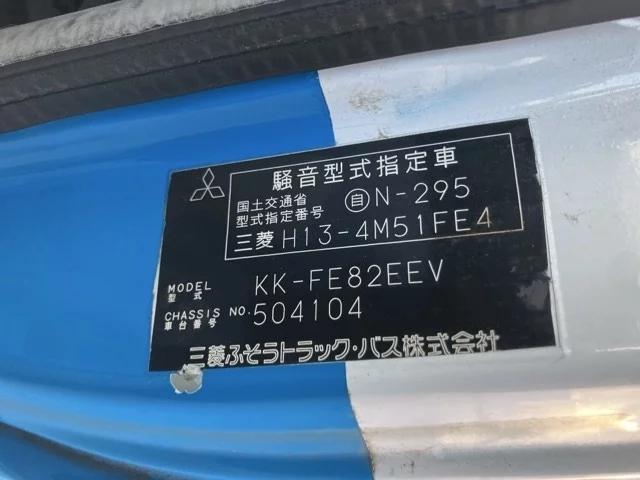 騒音型式指定車
国土交通省
型式指定番号 自N-295
三菱 H13-4M51FE4
MODEL
型式 KK-FE82EEV
CHASSIS NO.
車台番号 504104
三菱ふそうトラック・バス株式会社